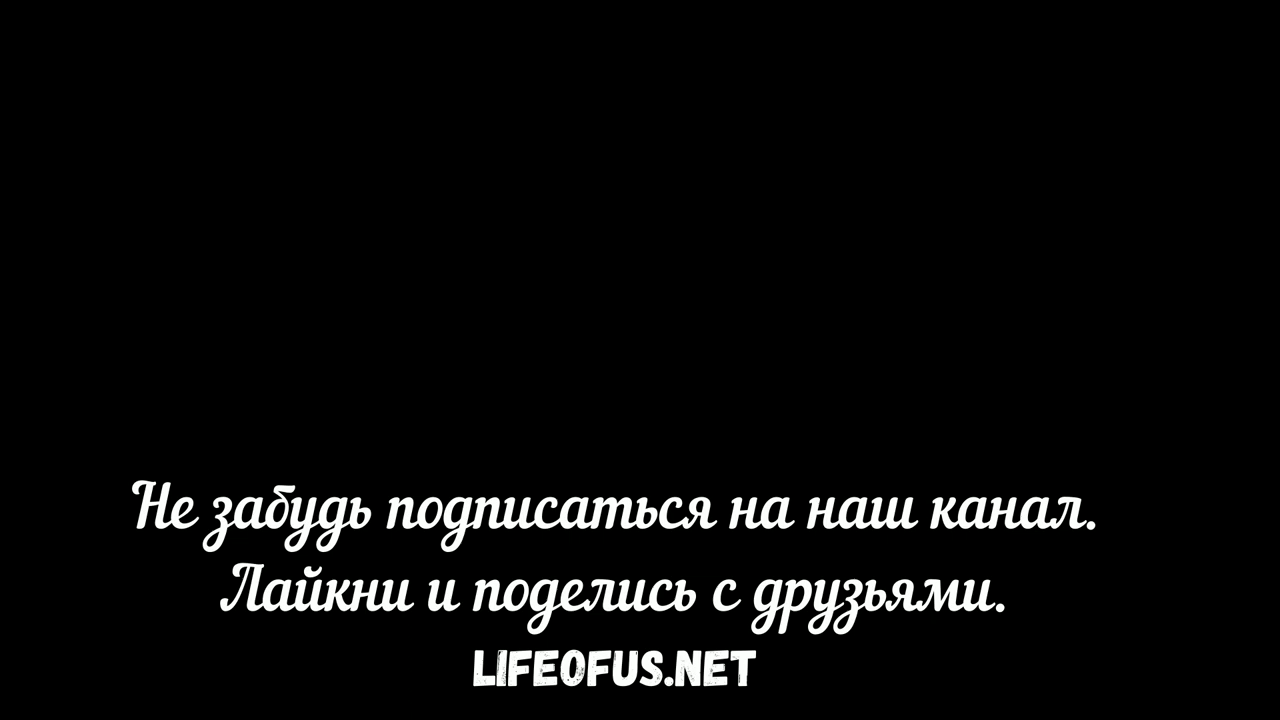 Не забудь подписаться на наш канал.
Лайкни и поделись с друзьями.
LIFEOFUS.NET